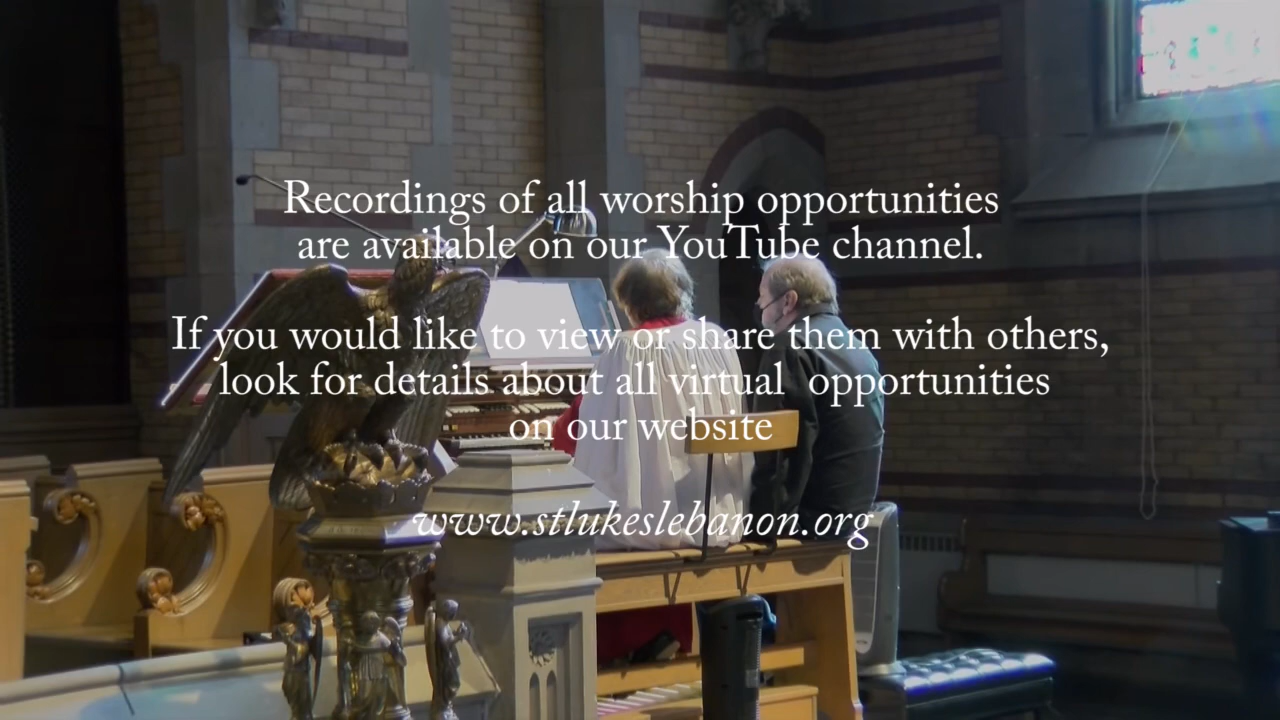 Recordings of all worship opportunities
are available on our YouTube channel.
If you would like to view or share them with others,
look for details about all virtual  opportunities
on our website
www.stlukeslebanon.org